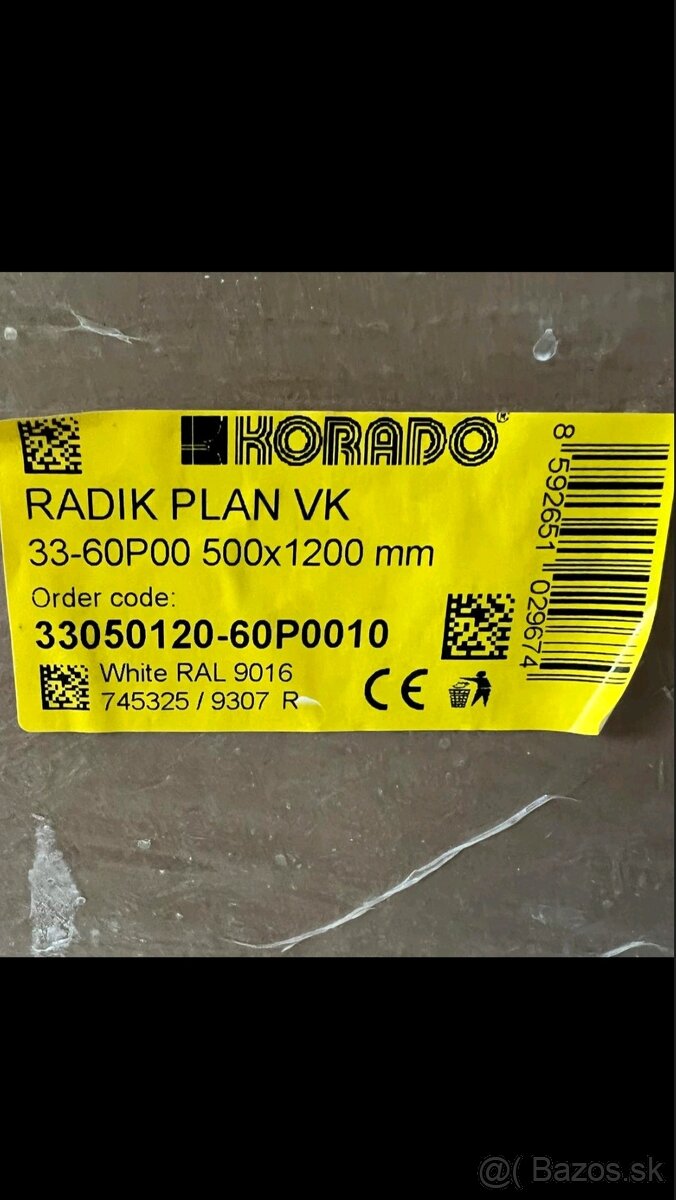 KORADO®
RADIK PLAN VK
33-60P00 500x1200 mm
Order code:
33050120-60P0010
White RAL 9016
745325 / 9307 R
CE
8 592651 029674
@( Bazos.sk